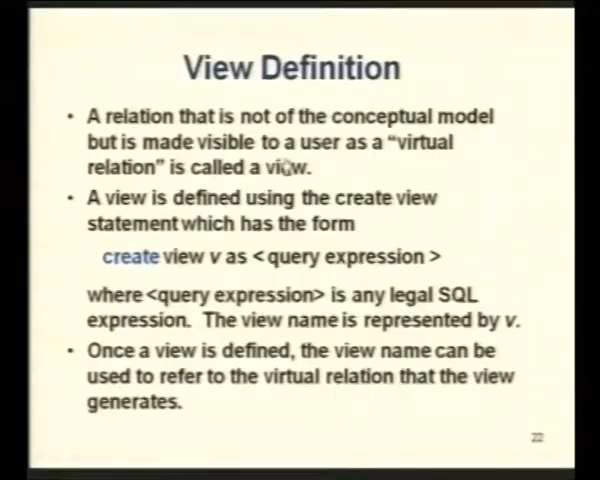 View Definition
• A relation that is not of the conceptual model
but is made visible to a user as a “virtual
relation” is called a view.
• A view is defined using the create view
statement which has the form
create view v as < query expression >
where <query expression> is any legal SQL
expression. The view name is represented by v.
• Once a view is defined, the view name can be
used to refer to the virtual relation that the view
generates.
22